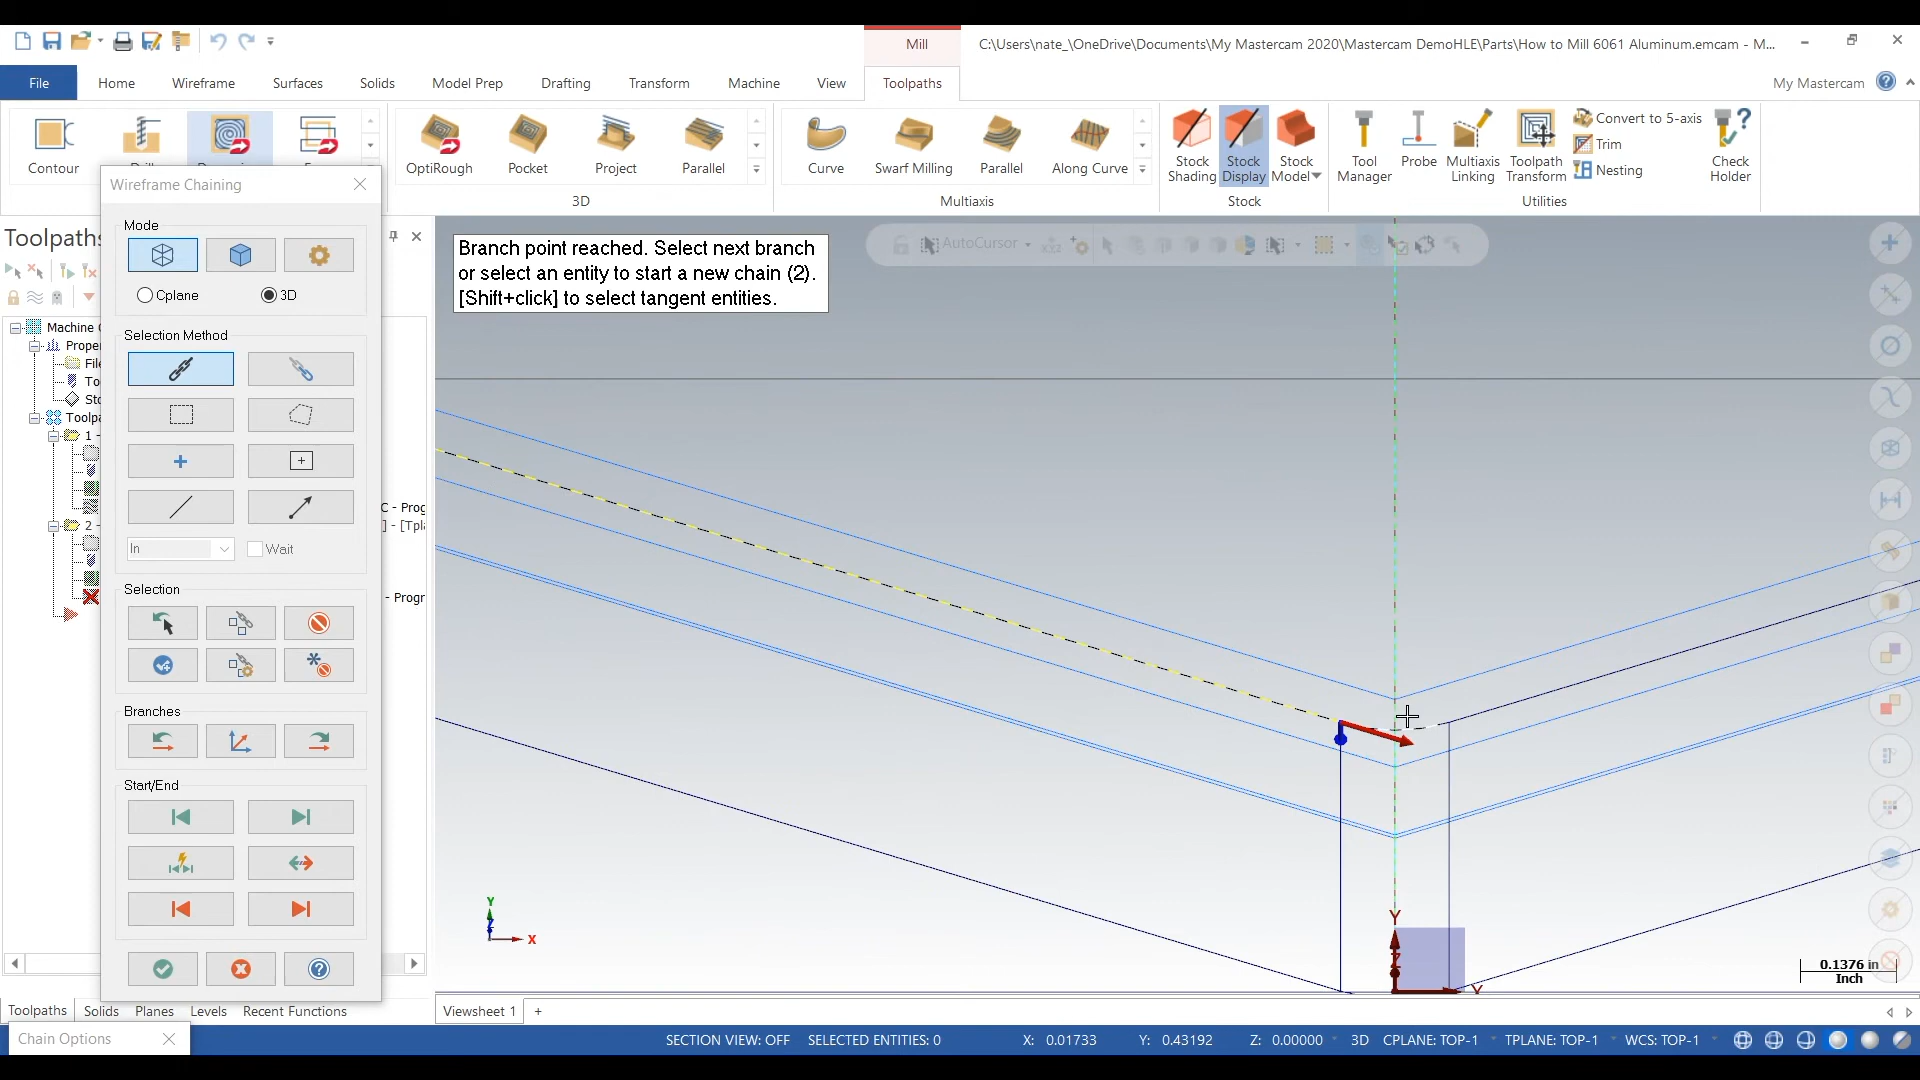 Mill
C:\Users\nate_\OneDrive\Documents\My Mastercam 2020\Mastercam DemoHLE\Parts\How to Mill 6061 Aluminum.emcam - M...
File
Home
Wireframe
Surfaces
Solids
Model Prep
Drafting
Transform
Machine
View
Toolpaths
My Mastercam
Contour
OptiRough
Pocket
Project
Parallel
Curve
Swarf Milling
Parallel
Along Curve
Stock Shading
Stock Display
Stock Model
Tool Manager
Probe
Multiaxis Linking
Toolpath Transform
Convert to 5-axis
Trim
Nesting
Check Holder
3D
Multiaxis
Stock
Utilities
Toolpaths
Wireframe Chaining
Mode
Cplane
3D
Selection Method
In
Wait
Selection
Branches
Start/End
Machine
Prope
File
To
Sto
Toolpa
1 -
C - Prog
2 -
] - [Tpl
- Progr
Branch point reached. Select next branch
or select an entity to start a new chain (2).
[Shift+click] to select tangent entities.
AutoCursor
Y
Z
X
Y
Z
0.1376 in
Inch
Toolpaths
Solids
Planes
Levels
Recent Functions
Viewsheet 1
+
Chain Options
SECTION VIEW: OFF
SELECTED ENTITIES: 0
X: 0.01733
Y: 0.43192
Z: 0.00000
3D
CPLANE: TOP-1
TPLANE: TOP-1
WCS: TOP-1